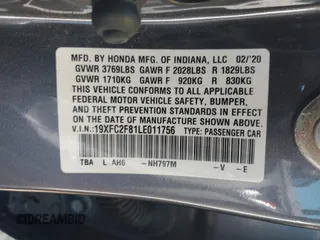 MFD. BY HONDA MFG. OF INDIANA, LLC 02/'20
GVWR 3769LBS GAWR F 2028LBS R 1829LBS
GVWR 1710KG GAWR F 920KG R 830KG
THIS VEHICLE CONFORMS TO ALL APPLICABLE
FEDERAL MOTOR VEHICLE SAFETY, BUMPER,
AND THEFT PREVENTION STANDARDS IN
EFFECT ON THE DATE OF MANUFACTURE
SHOWN ABOVE.
V.I.N.:19XFC2F81LE011756 TYPE: PASSENGER CAR
TBA L AH6 -NH797M -V -E
© DREAMBID